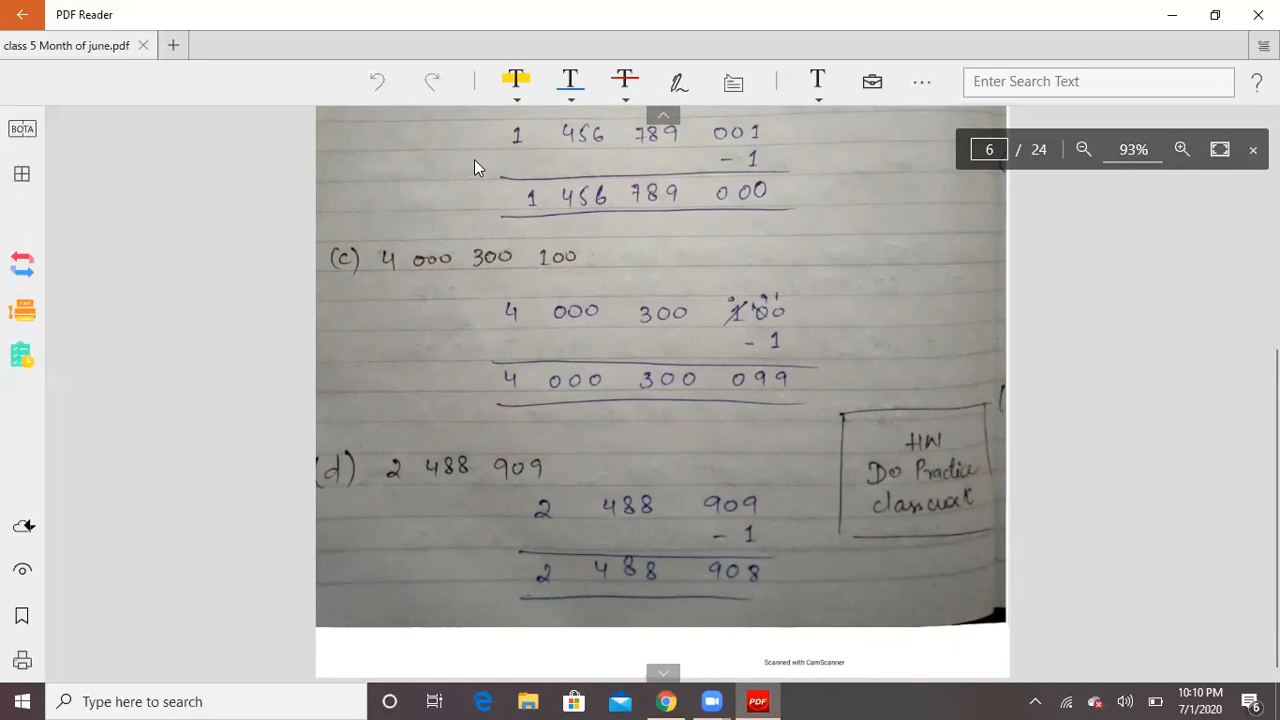 PDF Reader
class 5 Month of june.pdf
T T T T ... Enter Search Text ?
BOTA
6 / 24 93%
1 456 789 001
- 1
1 456 789 000
(c) 4 000 300 100
4 000 300 100
- 1
4 000 300 099
(d) 2 488 909
2 488 909
- 1
2 488 908
HW
Do Practice
classwork
Scanned with CamScanner
Type here to search
PDF
10:10 PM
7/1/2020
6